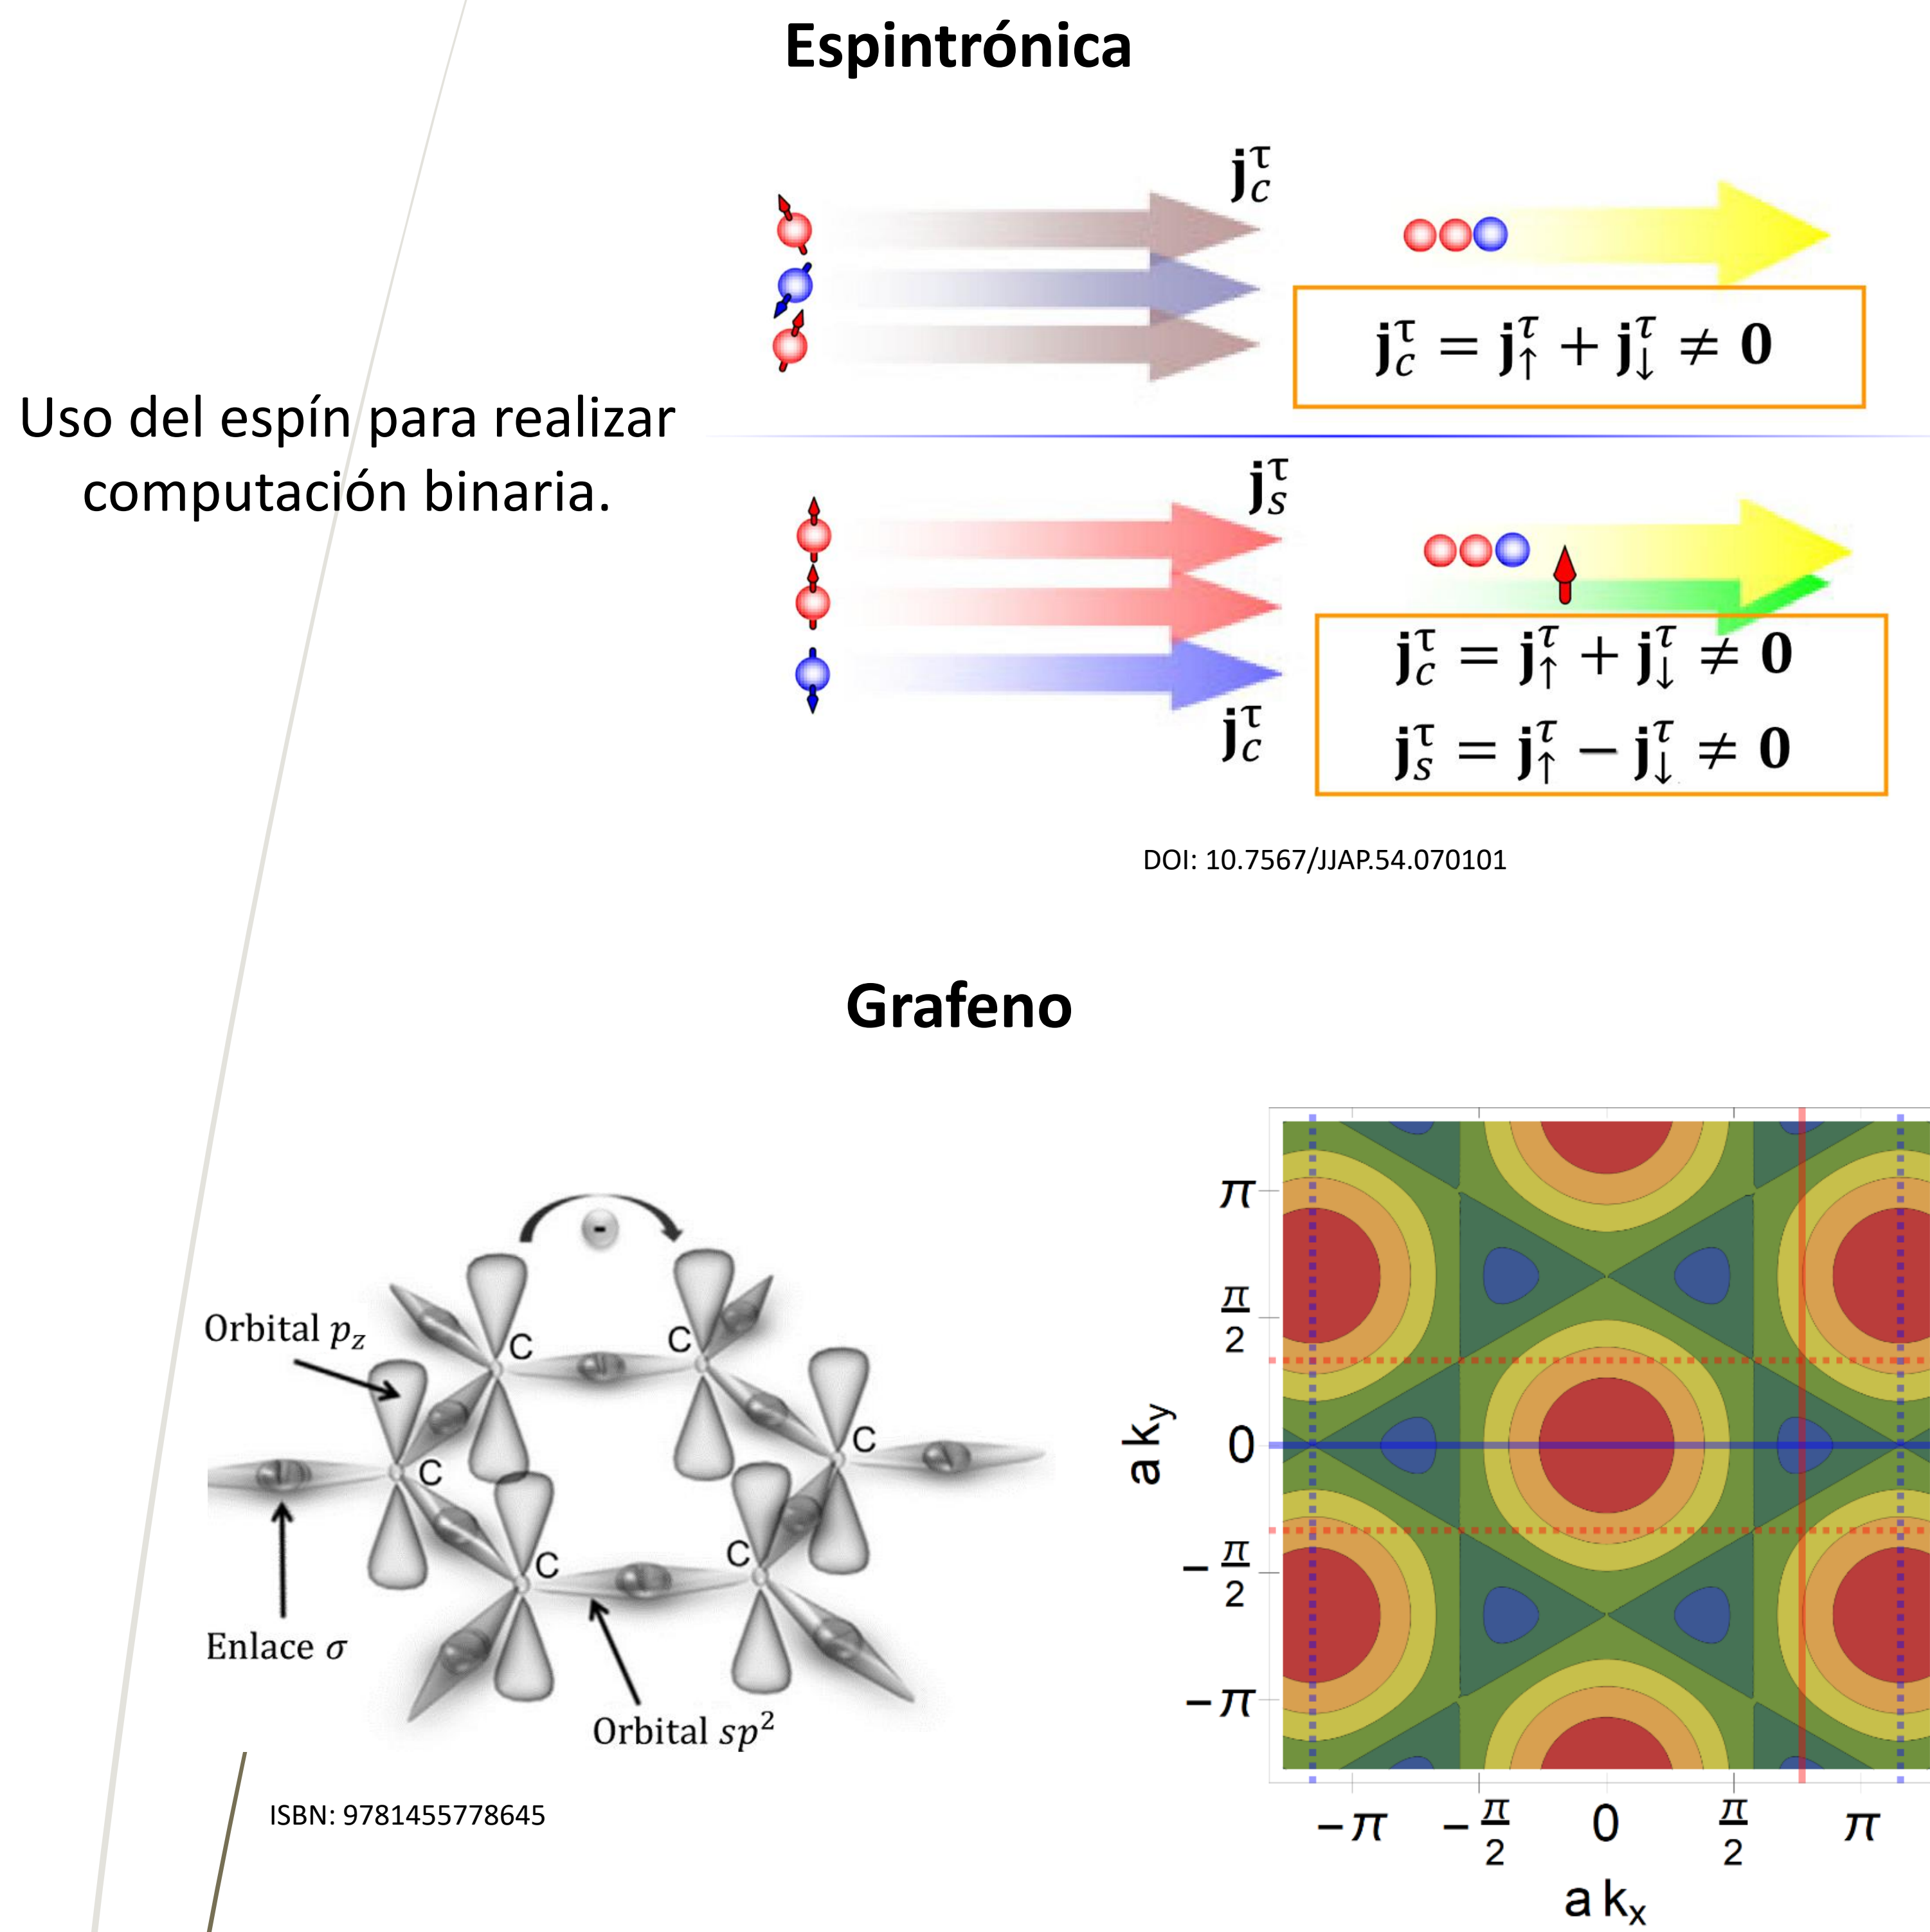 Espintrónica
Uso del espín para realizar
computación binaria.
𝐣_c^τ
𝐣_c^τ = 𝐣_↑^τ + 𝐣_↓^τ ≠ 𝟎
𝐣_s^τ
𝐣_c^τ
𝐣_c^τ = 𝐣_↑^τ + 𝐣_↓^τ ≠ 𝟎
𝐣_s^τ = 𝐣_↑^τ − 𝐣_↓^τ ≠ 𝟎
DOI: 10.7567/JJAP.54.070101
Grafeno
-
Orbital p_z
C
C
C
C
C
C
Enlace σ
Orbital sp²
ISBN: 9781455778645
π
π/2
0
−π/2
−π
a k_y
−π
−π/2
0
π/2
π
a k_x